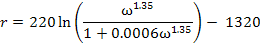 r = 220 ln ( ω^1.35 / (1 + 0.0006ω^1.35) ) − 1320